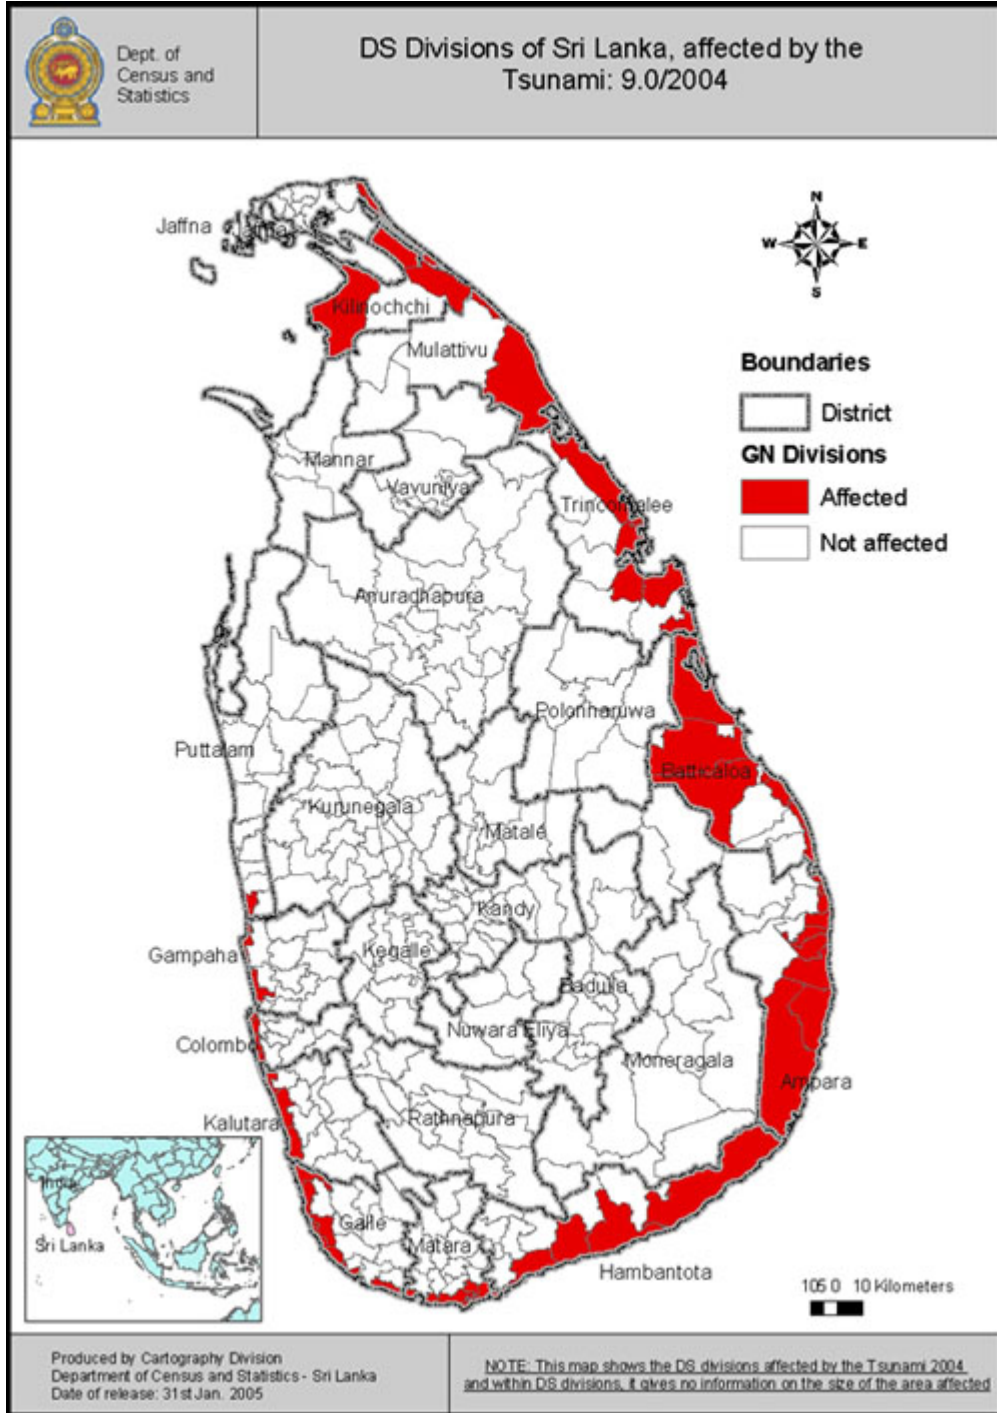 Dept. of
Census and
Statistics
DS Divisions of Sri Lanka, affected by the
Tsunami: 9.0/2004
N
W
E
S
Jaffna
Jaffna
Kilinochchi
Mulattivu
Boundaries
District
GN Divisions
Affected
Not affected
Mannar
Vavuniya
Trincomelee
Anuradhapura
Polonnaruwa
Puttalam
Batticaloa
Kurunegala
Matale
Kandy
Gampaha
Kegalle
Badulla
Nuwara Eliya
Colombo
Moneragala
Ampara
Kalutara
Rathnapura
India
Sri Lanka
Galle
Matara
Hambantota
105 0 10 Kilometers
Produced by Cartography Division
Department of Census and Statistics - Sri Lanka
Date of release: 31st Jan. 2005
NOTE: This map shows the DS divisions affected by the Tsunami 2004
and within DS divisions, it gives no information on the size of the area affected